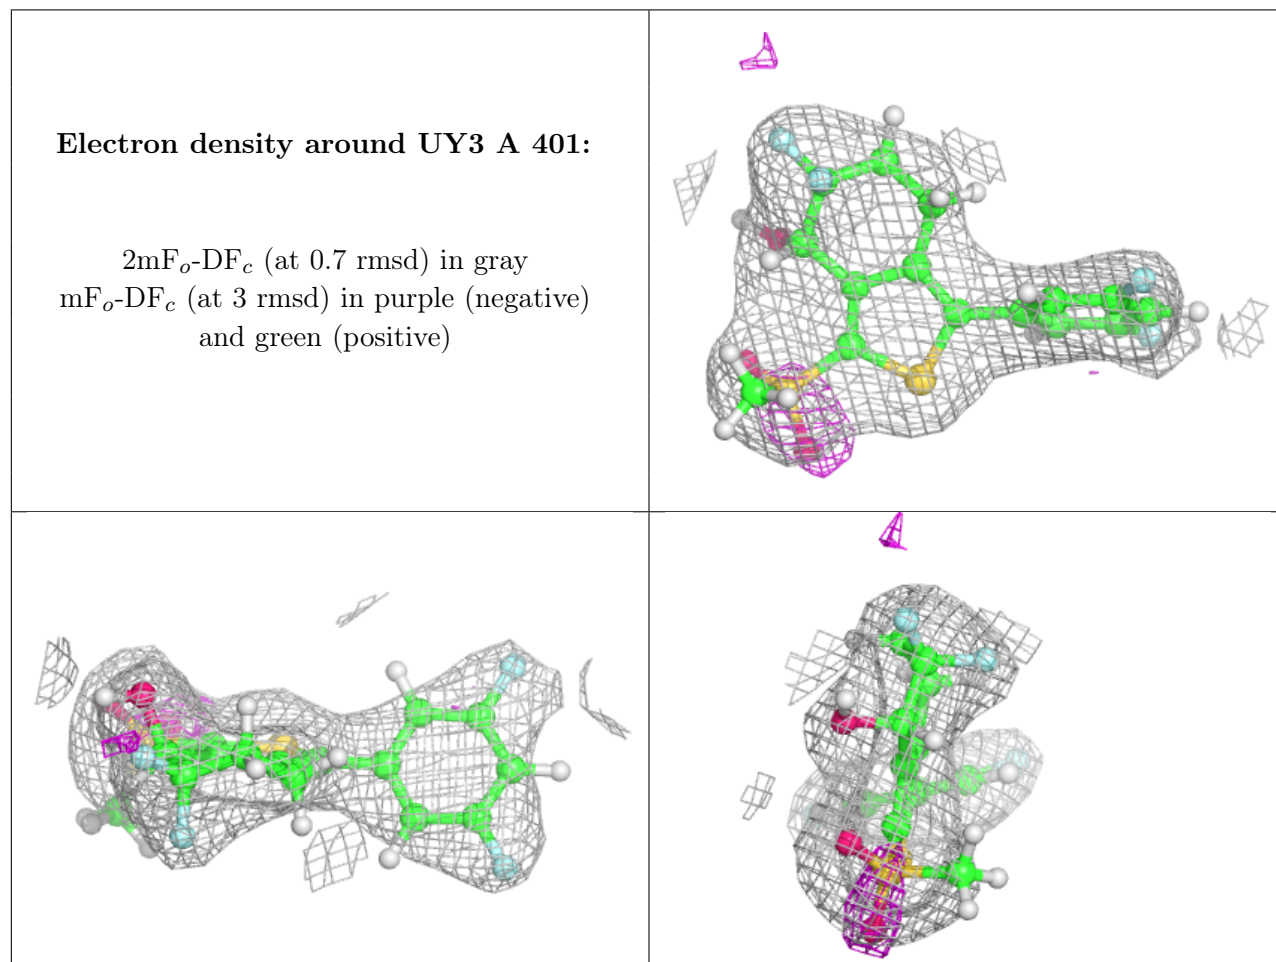 Electron density around UY3 A 401:
2mFo-DFc (at 0.7 rmsd) in gray
mFo-DFc (at 3 rmsd) in purple (negative)
and green (positive)